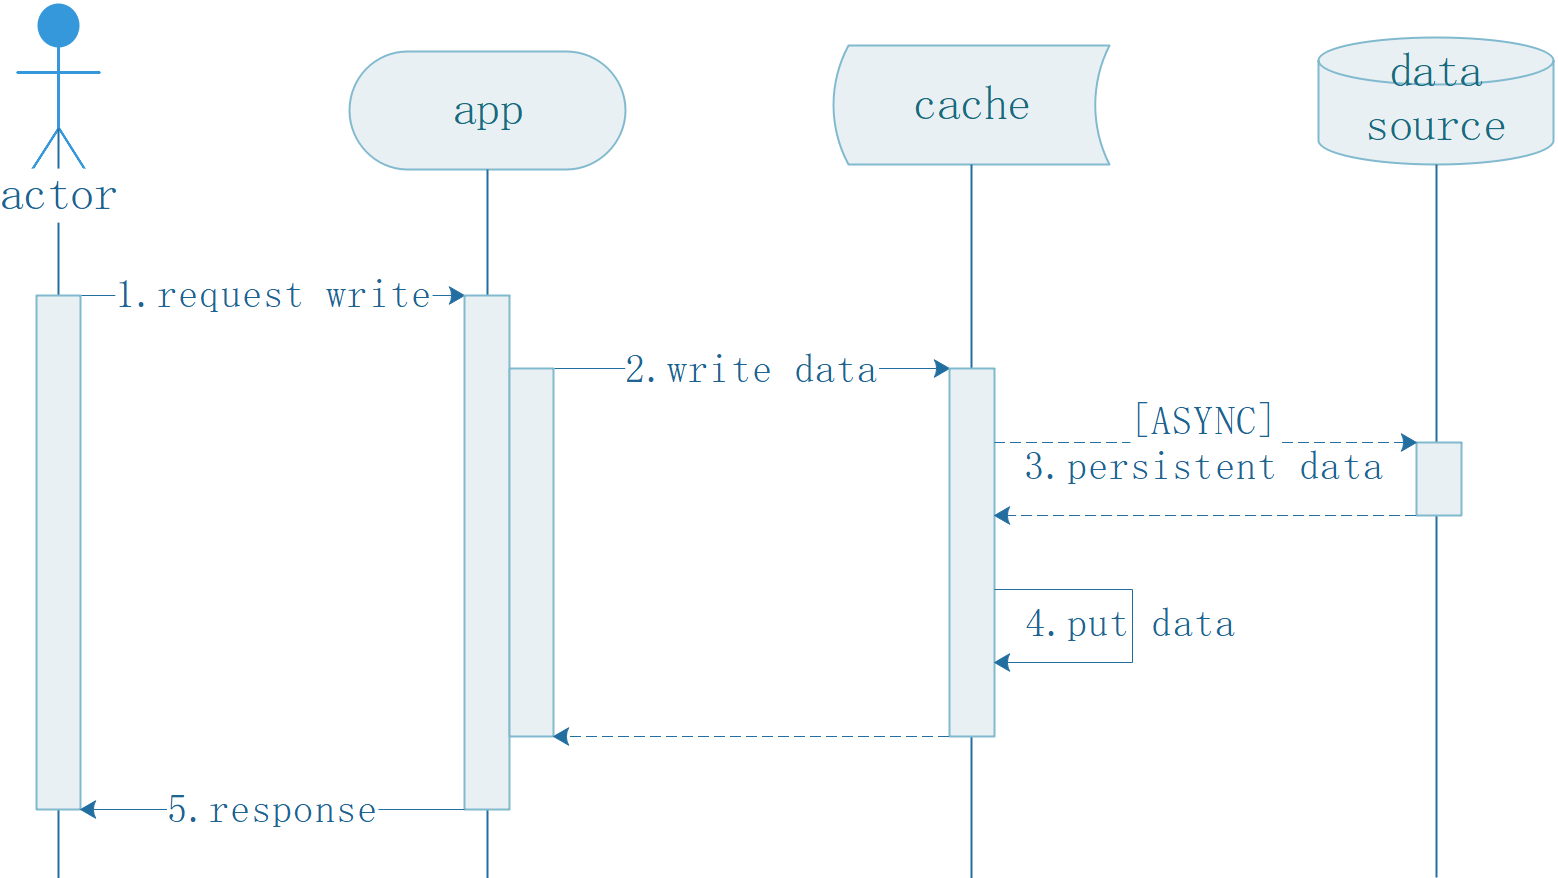 actor
app
cache
data
source
1.request write
2.write data
[ASYNC]
3.persistent data
4.put data
5.response